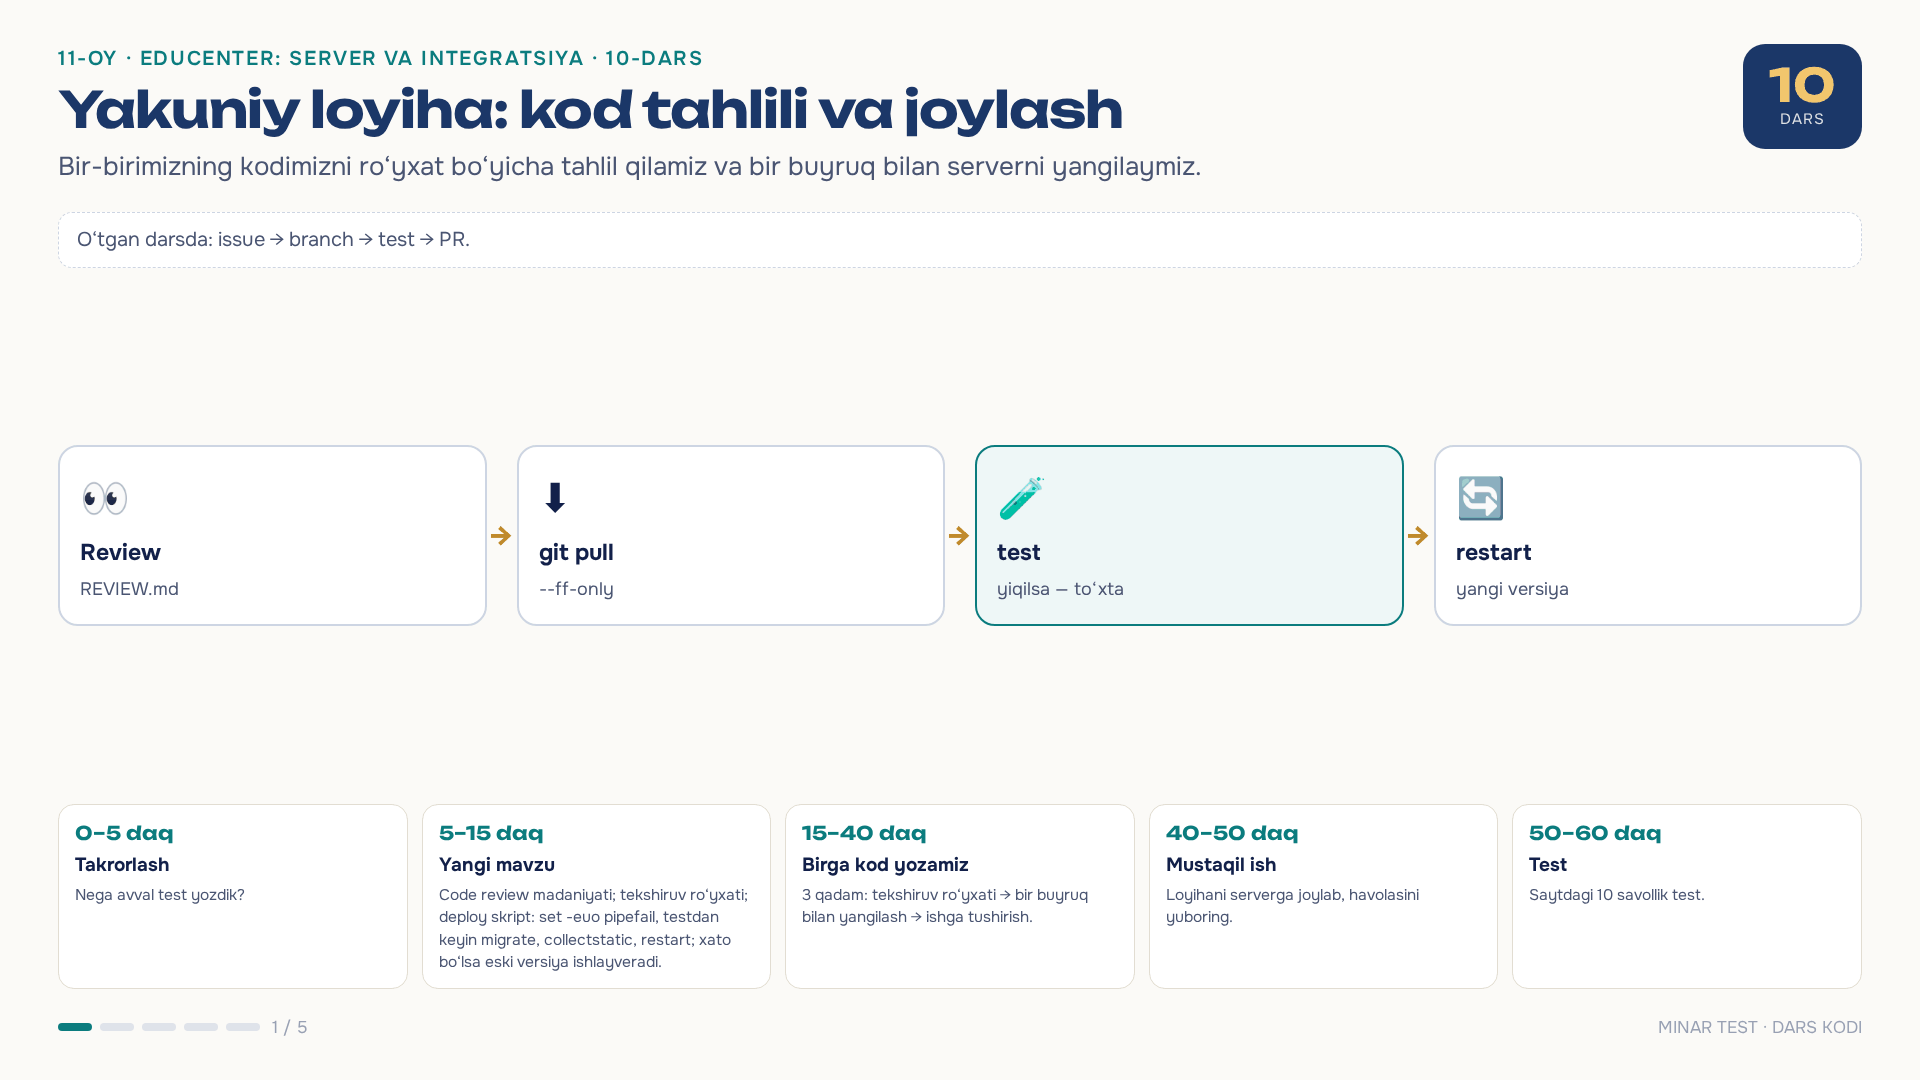 11-OY · EDUCENTER: SERVER VA INTEGRATSIYA · 10-DARS
Yakuniy loyiha: kod tahlili va joylash
Bir-birimizning kodimizni ro‘yxat bo‘yicha tahlil qilamiz va bir buyruq bilan serverni yangilaymiz.
10
DARS
O‘tgan darsda: issue → branch → test → PR.
Review
REVIEW.md
→
git pull
--ff-only
→
test
yiqilsa — to‘xta
→
restart
yangi versiya
0–5 daq
Takrorlash
Nega avval test yozdik?
5–15 daq
Yangi mavzu
Code review madaniyati; tekshiruv ro‘yxati;
deploy skript: set -euo pipefail, testdan
keyin migrate, collectstatic, restart; xato
bo‘lsa eski versiya ishlayveradi.
15–40 daq
Birga kod yozamiz
3 qadam: tekshiruv ro‘yxati → bir buyruq
bilan yangilash → ishga tushirish.
40–50 daq
Mustaqil ish
Loyihani serverga joylab, havolasini
yuboring.
50–60 daq
Test
Saytdagi 10 savollik test.
1 / 5
MINAR TEST · DARS KODI